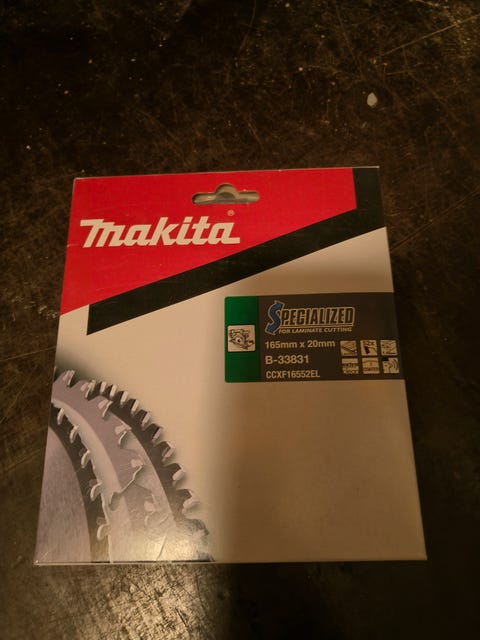 Makita®
SPECIALIZED
FOR LAMINATE CUTTING
165mm x 20mm
B-33831
CCXF16552EL